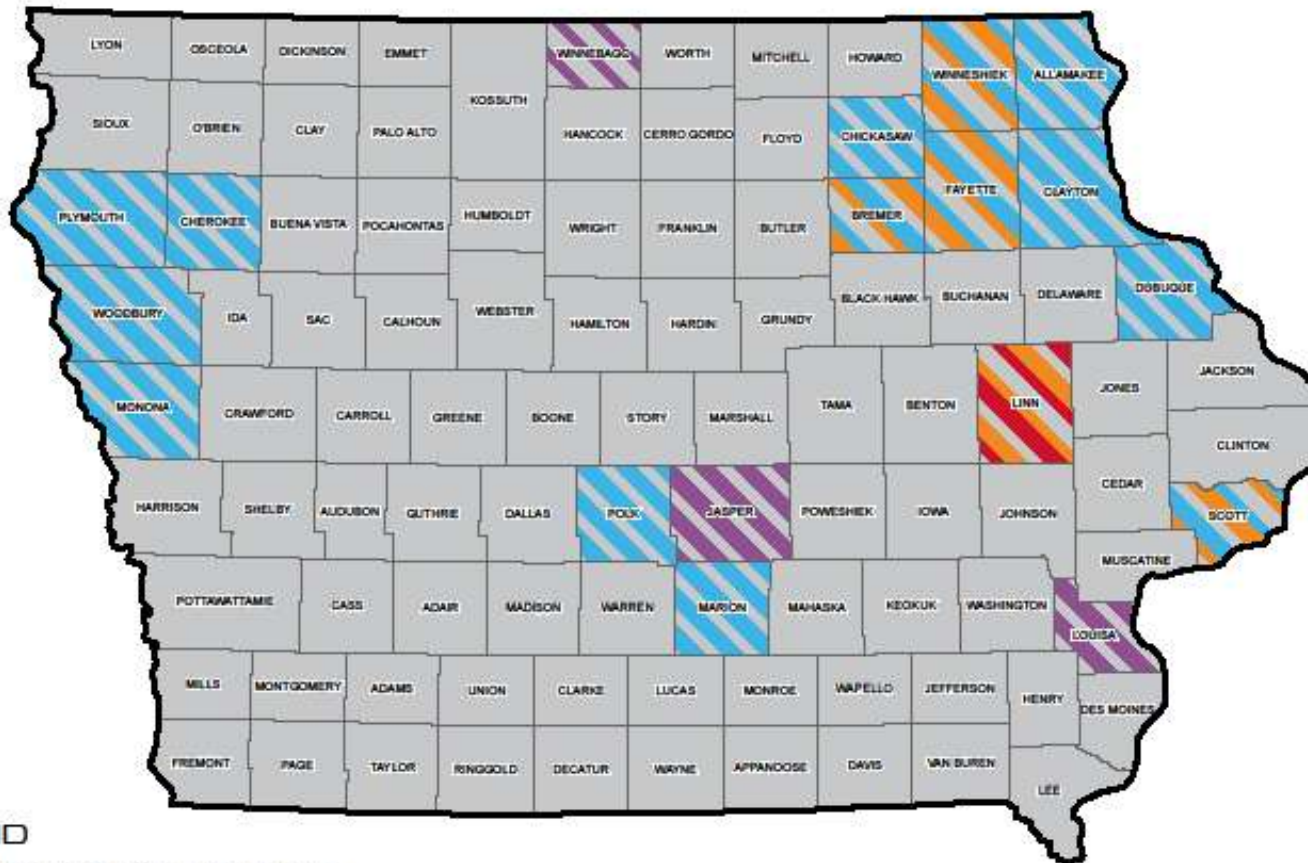 LYON OSCEOLA DICKINSON EMMET WINNEBAGO WORTH MITCHELL HOWARD WINNESHIEK ALLAMAKEE
KOSSUTH
SIOUX O'BRIEN CLAY PALO ALTO HANCOCK CERRO GORDO FLOYD CHICKASAW
PLYMOUTH CHEROKEE BUENA VISTA POCAHONTAS HUMBOLDT WRIGHT FRANKLIN BUTLER BREMER FAYETTE CLAYTON
WOODBURY IDA SAC CALHOUN WEBSTER HAMILTON HARDIN GRUNDY BLACK HAWK BUCHANAN DELAWARE DUBUQUE
MONONA CRAWFORD CARROLL GREENE BOONE STORY MARSHALL TAMA BENTON LINN JONES JACKSON
CLINTON
HARRISON SHELBY AUDUBON GUTHRIE DALLAS POLK JASPER POWESHIEK IOWA JOHNSON CEDAR SCOTT
MUSCATINE
POTTAWATTAMIE CASS ADAIR MADISON WARREN MARION MAHASKA KEOKUK WASHINGTON LOUISA
MILLS MONTGOMERY ADAMS UNION CLARKE LUCAS MONROE WAPELLO JEFFERSON HENRY DES MOINES
FREMONT PAGE TAYLOR RINGGOLD DECATUR WAYNE APPANOOSE DAVIS VAN BUREN LEE
D